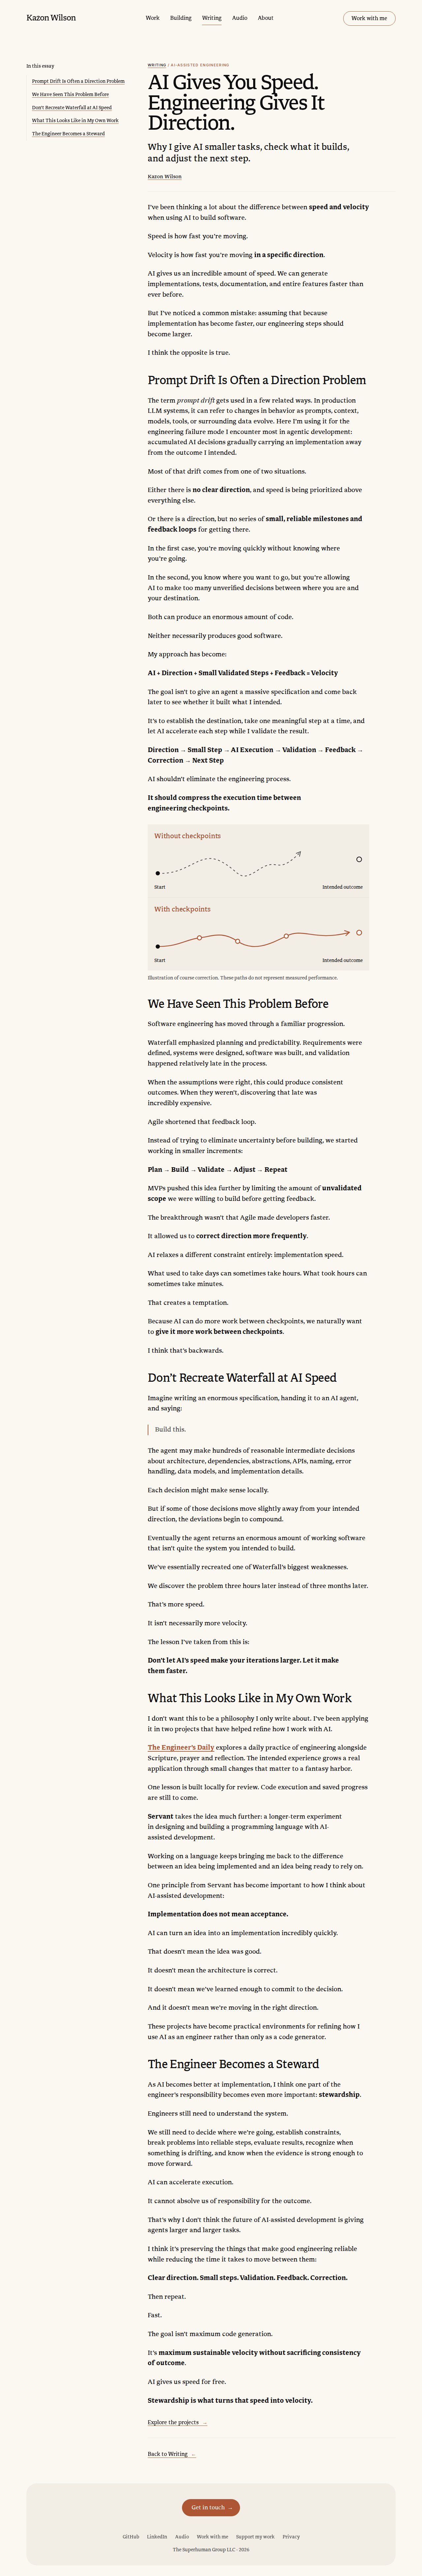 Kazon Wilson
Work Building Writing Audio About
Work with me
In this essay
Prompt Drift Is Often a Direction Problem
We Have Seen This Problem Before
Don't Recreate Waterfall at AI Speed
What This Looks Like in My Own Work
The Engineer Becomes a Steward
WRITING / AI-ASSISTED ENGINEERING
AI Gives You Speed.
Engineering Gives It
Direction.
Why I give AI smaller tasks, check what it builds,
and adjust the next step.
Kazon Wilson
I've been thinking a lot about the difference between speed and velocity
when using AI to build software.
Speed is how fast you're moving.
Velocity is how fast you're moving in a specific direction.
AI gives us an incredible amount of speed. We can generate
implementations, tests, documentation, and entire features faster than
ever before.
But I've noticed a common mistake: assuming that because
implementation has become faster, our engineering steps should
become larger.
I think the opposite is true.
Prompt Drift Is Often a Direction Problem
The term prompt drift gets used in a few related ways. In production
LLM systems, it can refer to changes in behavior as prompts, context,
models, tools, or surrounding data evolve. Here I'm using it for the
engineering failure mode I encounter most in agentic development:
accumulated AI decisions gradually carrying an implementation away
from the outcome I intended.
Most of that drift comes from one of two situations.
Either there is no clear direction, and speed is being prioritized above
everything else.
Or there is a direction, but no series of small, reliable milestones and
feedback loops for getting there.
In the first case, you're moving quickly without knowing where
you're going.
In the second, you know where you want to go, but you're allowing
AI to make too many unverified decisions between where you are and
your destination.
Both can produce an enormous amount of code.
Neither necessarily produces good software.
My approach has become:
AI + Direction + Small Validated Steps + Feedback = Velocity
The goal isn't to give an agent a massive specification and come back
later to see whether it built what I intended.
It's to establish the destination, take one meaningful step at a time, and
let AI accelerate each step while I validate the result.
Direction → Small Step → AI Execution → Validation → Feedback →
Correction → Next Step
AI shouldn't eliminate the engineering process.
It should compress the execution time between
engineering checkpoints.
Without checkpoints
Start
Intended outcome
With checkpoints
Start
Intended outcome
Illustration of course correction. These paths do not represent measured performance.
We Have Seen This Problem Before
Software engineering has moved through a familiar progression.
Waterfall emphasized planning and predictability. Requirements were
defined, systems were designed, software was built, and validation
happened relatively late in the process.
When the assumptions were right, this could produce consistent
outcomes. When they weren't, discovering that late was
incredibly expensive.
Agile shortened that feedback loop.
Instead of trying to eliminate uncertainty before building, we started
working in smaller increments:
Plan → Build → Validate → Adjust → Repeat
MVPs pushed this idea further by limiting the amount of unvalidated
scope we were willing to build before getting feedback.
The breakthrough wasn't that Agile made developers faster.
It allowed us to correct direction more frequently.
AI relaxes a different constraint entirely: implementation speed.
What used to take days can sometimes take hours. What took hours can
sometimes take minutes.
That creates a temptation.
Because AI can do more work between checkpoints, we naturally want
to give it more work between checkpoints.
I think that's backwards.
Don't Recreate Waterfall at AI Speed
Imagine writing an enormous specification, handing it to an AI agent,
and saying:
Build this.
The agent may make hundreds of reasonable intermediate decisions
about architecture, dependencies, abstractions, APIs, naming, error
handling, data models, and implementation details.
Each decision might make sense locally.
But if some of those decisions move slightly away from your intended
direction, the deviations begin to compound.
Eventually the agent returns an enormous amount of working software
that isn't quite the system you intended to build.
We've essentially recreated one of Waterfall's biggest weaknesses.
We discover the problem three hours later instead of three months later.
That's more speed.
It isn't necessarily more velocity.
The lesson I've taken from this is:
Don't let AI's speed make your iterations larger. Let it make
them faster.
What This Looks Like in My Own Work
I don't want this to be a philosophy I only write about. I've been applying
it in two projects that have helped refine how I work with AI.
The Engineer's Daily explores a daily practice of engineering alongside
Scripture, prayer and reflection. The intended experience grows a real
application through small changes that matter to a fantasy harbor.
One lesson is built locally for review. Code execution and saved progress
are still to come.
Servant takes the idea much further: a longer-term experiment
in designing and building a programming language with AI-
assisted development.
Working on a language keeps bringing me back to the difference
between an idea being implemented and an idea being ready to rely on.
One principle from Servant has become important to how I think about
AI-assisted development:
Implementation does not mean acceptance.
AI can turn an idea into an implementation incredibly quickly.
That doesn't mean the idea was good.
It doesn't mean the architecture is correct.
It doesn't mean we've learned enough to commit to the decision.
And it doesn't mean we're moving in the right direction.
These projects have become practical environments for refining how I
use AI as an engineer rather than only as a code generator.
The Engineer Becomes a Steward
As AI becomes better at implementation, I think one part of the
engineer's responsibility becomes even more important: stewardship.
Engineers still need to understand the system.
We still need to decide where we're going, establish constraints,
break problems into reliable steps, evaluate results, recognize when
something is drifting, and know when the evidence is strong enough to
move forward.
AI can accelerate execution.
It cannot absolve us of responsibility for the outcome.
That's why I don't think the future of AI-assisted development is giving
agents larger and larger tasks.
I think it's preserving the things that make good engineering reliable
while reducing the time it takes to move between them:
Clear direction. Small steps. Validation. Feedback. Correction.
Then repeat.
Fast.
The goal isn't maximum code generation.
It's maximum sustainable velocity without sacrificing consistency
of outcome.
AI gives us speed for free.
Stewardship is what turns that speed into velocity.
Explore the projects →
Back to Writing →
Get in touch →
GitHub LinkedIn Audio Work with me Support my work Privacy
The Superhuman Group LLC · 2026